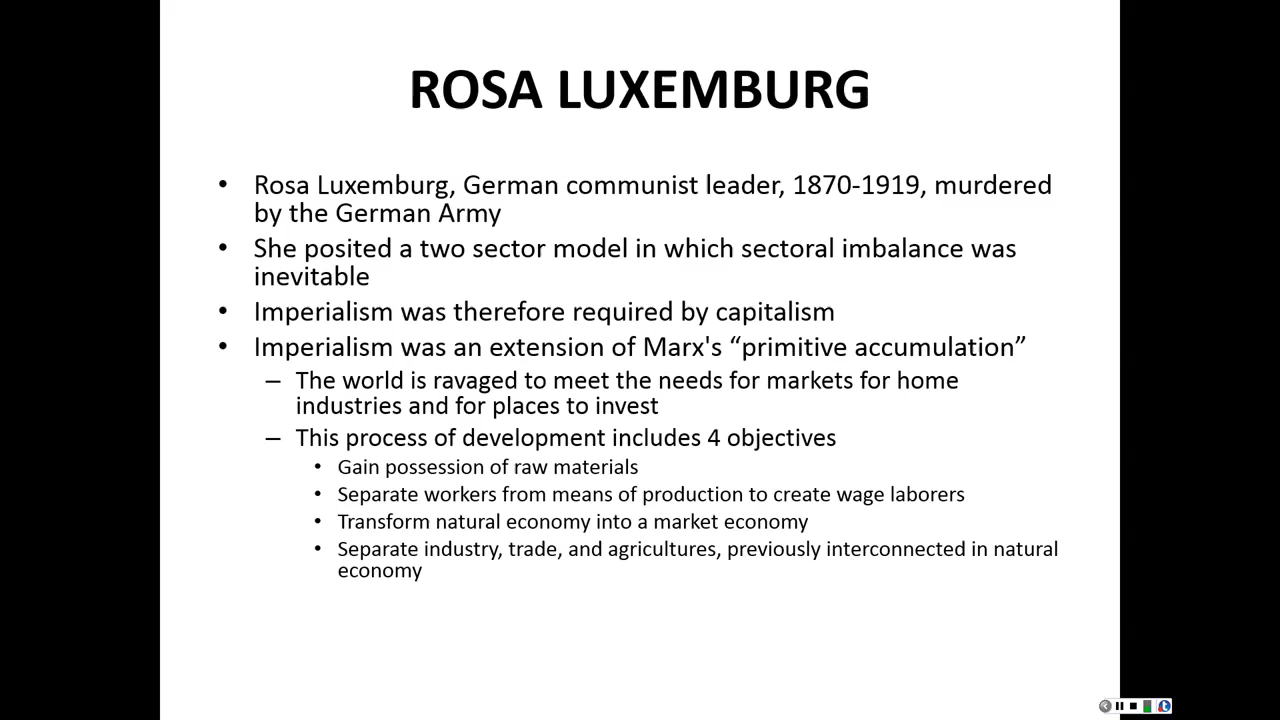 ROSA LUXEMBURG
• Rosa Luxemburg, German communist leader, 1870-1919, murdered
by the German Army
• She posited a two sector model in which sectoral imbalance was
inevitable
• Imperialism was therefore required by capitalism
• Imperialism was an extension of Marx's “primitive accumulation”
– The world is ravaged to meet the needs for markets for home
industries and for places to invest
– This process of development includes 4 objectives
• Gain possession of raw materials
• Separate workers from means of production to create wage laborers
• Transform natural economy into a market economy
• Separate industry, trade, and agricultures, previously interconnected in natural
economy